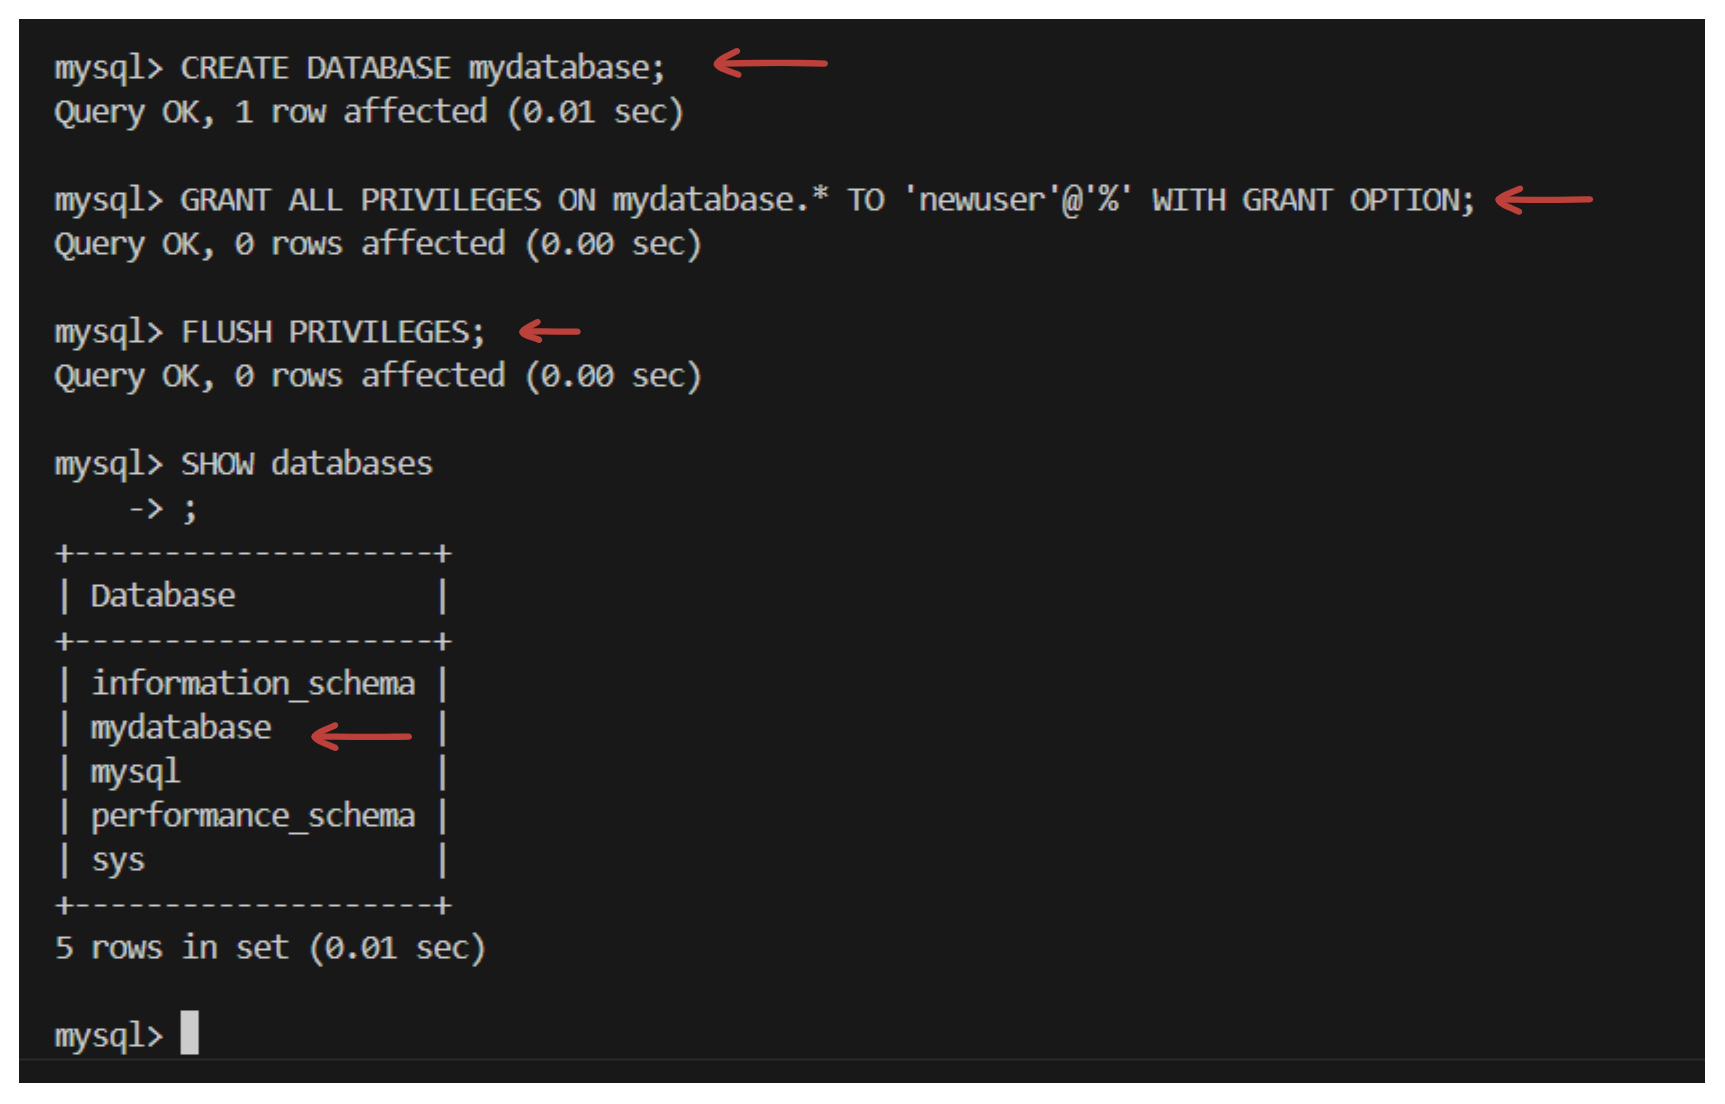 mysql> CREATE DATABASE mydatabase;
Query OK, 1 row affected (0.01 sec)
mysql> GRANT ALL PRIVILEGES ON mydatabase.* TO 'newuser'@'%' WITH GRANT OPTION;
Query OK, 0 rows affected (0.00 sec)
mysql> FLUSH PRIVILEGES;
Query OK, 0 rows affected (0.00 sec)
mysql> SHOW databases
    -> ;
+--------------------+
| Database           |
+--------------------+
| information_schema |
| mydatabase         |
| mysql              |
| performance_schema |
| sys                |
+--------------------+
5 rows in set (0.01 sec)
mysql>